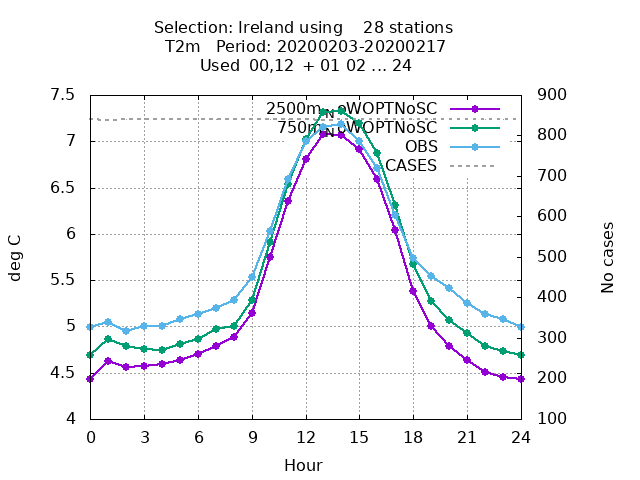 Selection: Ireland using    28 stations
T2m   Period: 20200203-20200217
Used  00,12  + 01 02 ... 24
7.5
7
6.5
6
5.5
5
4.5
4
deg C
900
800
700
600
500
400
300
200
100
No cases
2500mNoWOPTNoSC
750mNoWOPTNoSC
OBS
CASES
0 3 6 9 12 15 18 21 24
Hour